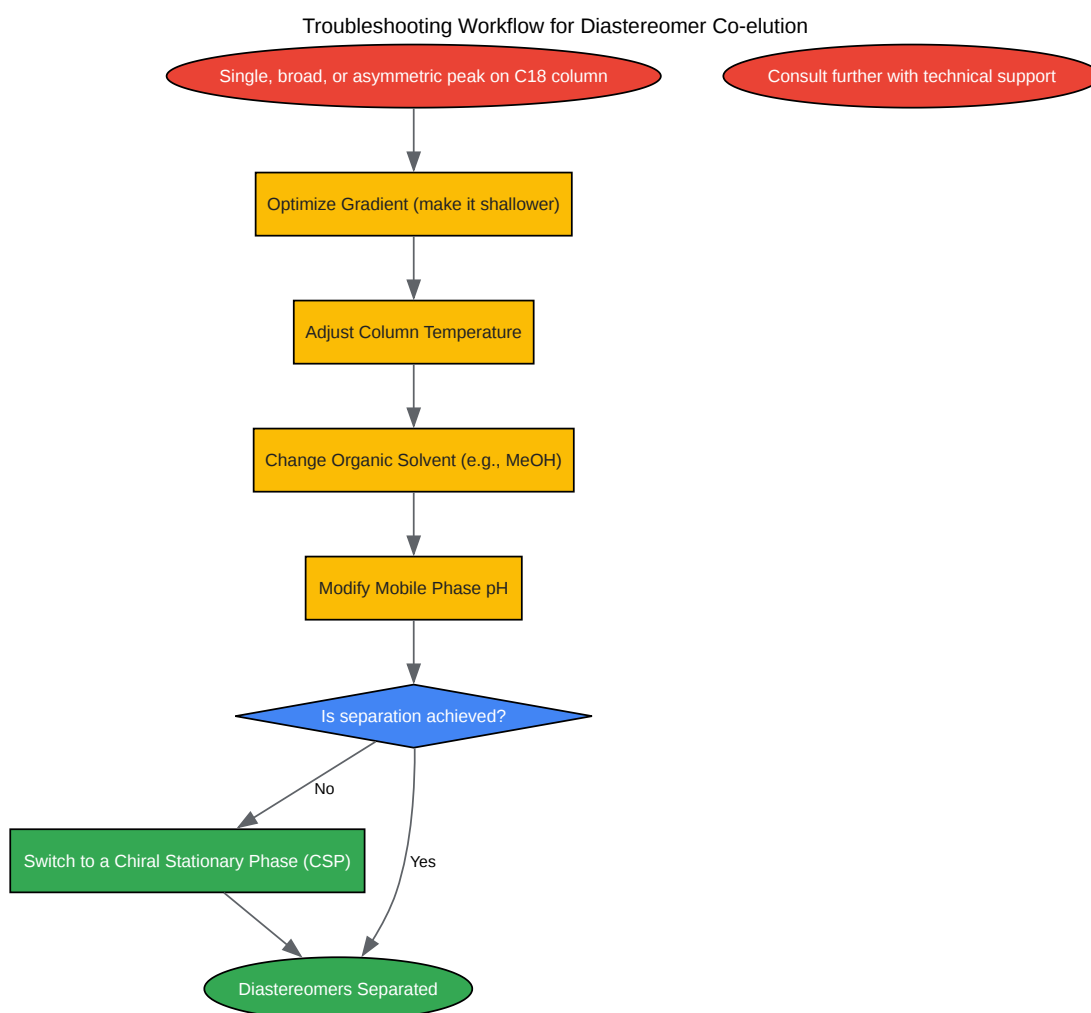 Troubleshooting Workflow for Diastereomer Co-elution
Single, broad, or asymmetric peak on C18 column
Consult further with technical support
Optimize Gradient (make it shallower)
Adjust Column Temperature
Change Organic Solvent (e.g., MeOH)
Modify Mobile Phase pH
Is separation achieved?
No
Yes
Switch to a Chiral Stationary Phase (CSP)
Diastereomers Separated